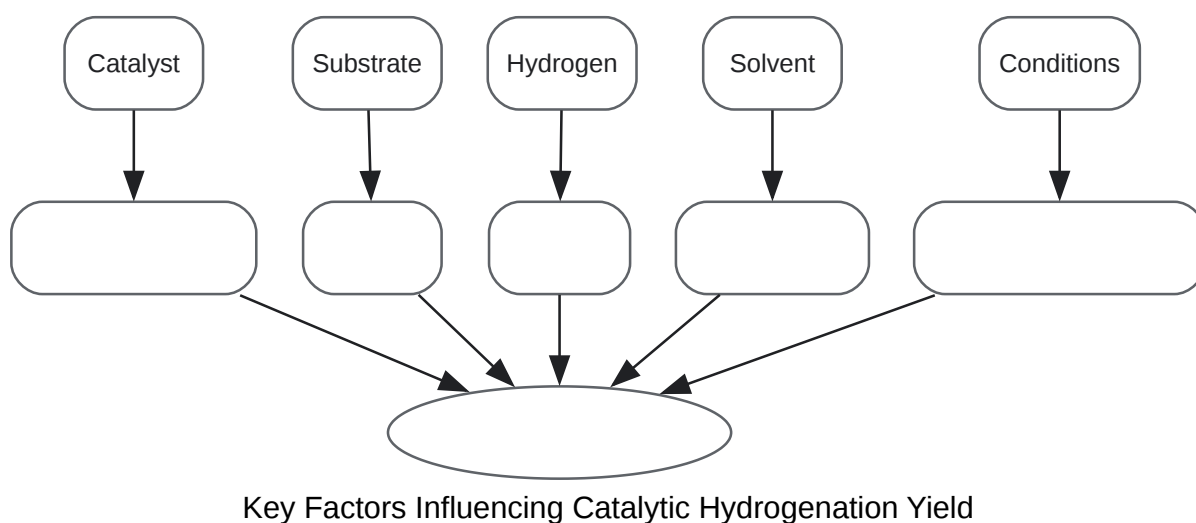 Catalyst
Substrate
Hydrogen
Solvent
Conditions
Key Factors Influencing Catalytic Hydrogenation Yield